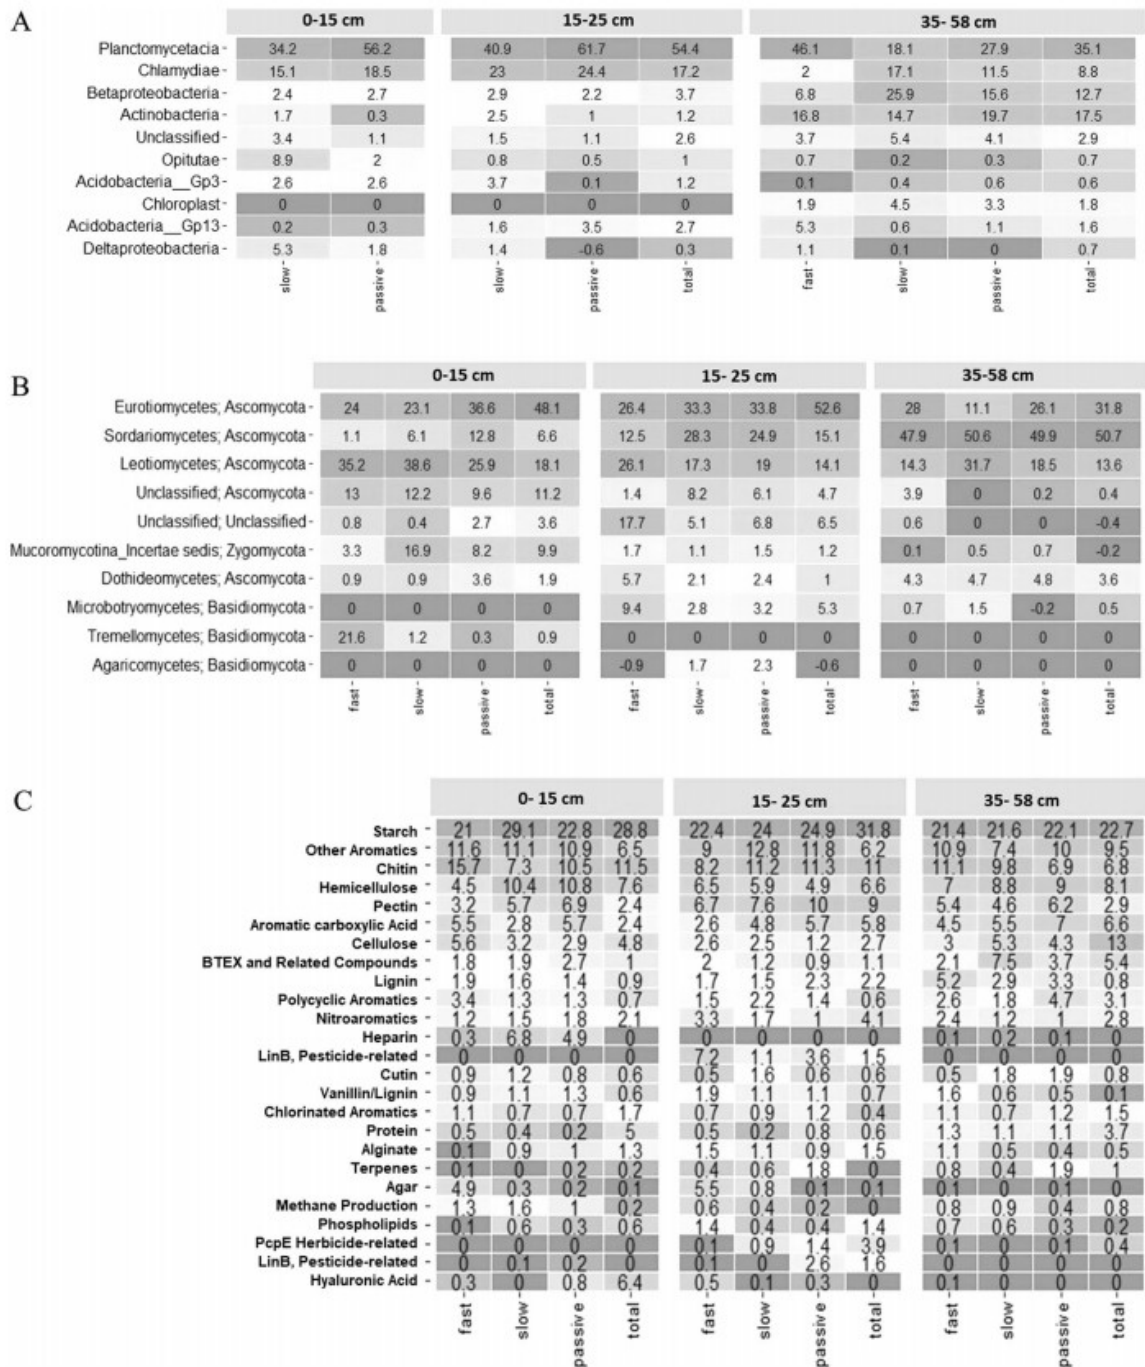 A
0-15 cm 15-25 cm 35- 58 cm
Planctomycetacia 34.2 56.2 40.9 61.7 54.4 46.1 18.1 27.9 35.1
Chlamydiae 15.1 18.5 23 24.4 17.2 2 17.1 11.5 8.8
Betaproteobacteria 2.4 2.7 2.9 2.2 3.7 6.8 25.9 15.6 12.7
Actinobacteria 1.7 0.3 2.5 1 1.2 16.8 14.7 19.7 17.5
Unclassified 3.4 1.1 1.5 1.1 2.6 3.7 5.4 4.1 2.9
Opitutae 8.9 2 0.8 0.5 1 0.7 0.2 0.3 0.7
Acidobacteria__Gp3 2.6 2.6 3.7 0.1 1.2 0.1 0.4 0.6 0.6
Chloroplast 0 0 0 0 0 1.9 4.5 3.3 1.8
Acidobacteria__Gp13 0.2 0.3 1.6 3.5 2.7 5.3 0.6 1.1 1.6
Deltaproteobacteria 5.3 1.8 1.4 -0.6 0.3 1.1 0.1 0 0.7
slow passive slow passive total fast slow passive total
B
0-15 cm 15- 25 cm 35-58 cm
Eurotiomycetes; Ascomycota 24 23.1 36.6 48.1 26.4 33.3 33.8 52.6 28 11.1 26.1 31.8
Sordariomycetes; Ascomycota 1.1 6.1 12.8 6.6 12.5 28.3 24.9 15.1 47.9 50.6 49.9 50.7
Leotiomycetes; Ascomycota 35.2 38.6 25.9 18.1 26.1 17.3 19 14.1 14.3 31.7 18.5 13.6
Unclassified; Ascomycota 13 12.2 9.6 11.2 1.4 8.2 6.1 4.7 3.9 0 0.2 0.4
Unclassified; Unclassified 0.8 0.4 2.7 3.6 17.7 5.1 6.8 6.5 0.6 0 0 -0.4
Mucoromycotina_Incertae sedis; Zygomycota 3.3 16.9 8.2 9.9 1.7 1.1 1.5 1.2 0.1 0.5 0.7 -0.2
Dothideomycetes; Ascomycota 0.9 0.9 3.6 1.9 5.7 2.1 2.4 1 4.3 4.7 4.8 3.6
Microbotryomycetes; Basidiomycota 0 0 0 0 9.4 2.8 3.2 5.3 0.7 1.5 -0.2 0.5
Tremellomycetes; Basidiomycota 21.6 1.2 0.3 0.9 0 0 0 0 0 0 0 0
Agaricomycetes; Basidiomycota 0 0 0 0 -0.9 1.7 2.3 -0.6 0 0 0 0
fast slow passive total fast slow passive total fast slow passive total
C
0- 15 cm 15- 25 cm 35- 58 cm
Starch 21 29.1 22.8 28.8 22.4 24 24.9 31.8 21.4 21.6 22.1 22.7
Other Aromatics 11.6 11.1 10.9 6.5 9 12.8 11.8 6.2 10.9 7.4 10 9.5
Chitin 15.7 7.3 10.5 11.5 8.2 11.2 11.3 11 11.1 9.8 6.9 6.8
Hemicellulose 4.5 10.4 10.8 7.6 6.5 5.9 4.9 6.6 7 8.8 9 8.1
Pectin 3.2 5.7 6.9 2.4 6.7 7.6 10 9 5.4 4.6 6.2 2.9
Aromatic carboxylic Acid 5.5 2.8 5.7 2.4 2.6 4.8 5.7 5.8 4.5 5.5 7 6.6
Cellulose 5.6 3.2 2.9 4.8 2.6 2.5 1.2 2.7 3 5.3 4.3 13
BTEX and Related Compounds 1.8 1.9 2.7 1 2 1.2 0.9 1.1 2.1 7.5 3.7 5.4
Lignin 1.9 1.6 1.4 0.9 1.7 1.5 2.3 2.2 5.2 2.9 3.3 0.8
Polycyclic Aromatics 3.4 1.3 1.3 0.7 1.5 2.2 1.4 0.6 2.6 1.8 4.7 3.1
Nitroaromatics 1.2 1.5 1.8 2.1 3.3 1.7 1 4.1 2.4 1.2 1 2.8
Heparin 0.3 6.8 4.9 0 0 0 0 0 0.1 0.2 0.1 0
LinB, Pesticide-related 0 0 0 0 7.2 1.1 3.6 1.5 0 0 0 0
Cutin 0.9 1.2 0.8 0.6 0.5 1.6 0.6 0.6 0.5 1.8 1.9 0.8
Vanillin/Lignin 0.9 1.1 1.3 0.6 1.9 1.1 1.1 0.7 1.6 0.6 0.5 0.1
Chlorinated Aromatics 1.1 0.7 0.7 1.7 0.7 0.9 1.2 0.4 1.1 0.7 1.2 1.5
Protein 0.5 0.4 0.2 5 0.5 0.2 0.8 0.6 1.3 1.1 1.1 3.7
Alginate 0.1 0.9 1 1.3 1.5 1.1 0.9 1.5 1.1 0.5 0.4 0.5
Terpenes 0.1 0 0.2 0.2 0.4 0.6 1.8 0 0.8 0.4 1.9 1
Agar 4.9 0.3 0.2 0.1 5.5 0.8 0.1 0.1 0.1 0 0.1 0
Methane Production 1.3 1.6 1 0.2 0.6 0.4 0.2 0 0.8 0.9 0.4 0.8
Phospholipids 0.1 0.6 0.3 0.6 1.4 0.4 0.4 1.4 0.7 0.6 0.3 0.2
PcpE Herbicide-related 0 0 0 0 0.1 0.9 1.4 3.9 0.1 0 0.1 0.4
LinB, Pesticide-related 0 0.1 0.2 0 0.1 0 2.6 1.6 0 0 0 0
Hyaluronic Acid 0.3 0 0.8 6.4 0.5 0.1 0.3 0 0.1 0 0 0
fast slow passive total fast slow passive total fast slow passive total